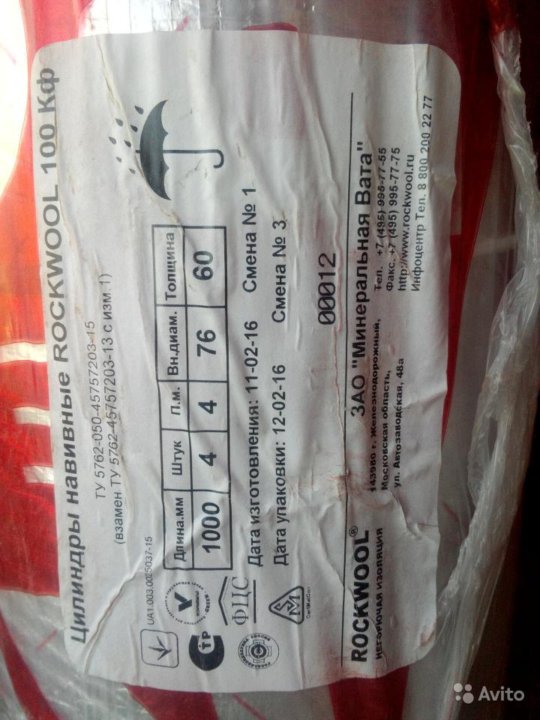 Цилиндры навивные ROCKWOOL 100 Кф
ТУ 5762-050-45757203-15
(взамен ТУ 5762-45757203-13 с изм.1)
Длина.мм Штук П.м. Вн.диам. Толщина
1000 4 4 76 60
Дата изготовления: 11-02-16 Смена № 1
Дата упаковки: 12-02-16 Смена № 3
00012
ФЦС
ROCKWOOL®
НЕГОРЮЧАЯ ИЗОЛЯЦИЯ
ЗАО "Минеральная Вата"
143980 г. Железнодорожный,
Московская область,
ул. Автозаводская, 48а
Тел. +7 (495) 995-77-55
Факс. +7 (495) 995-77-75
http://www.rockwool.ru
Инфоцентр Тел. 8 800 200 22 77
Avito